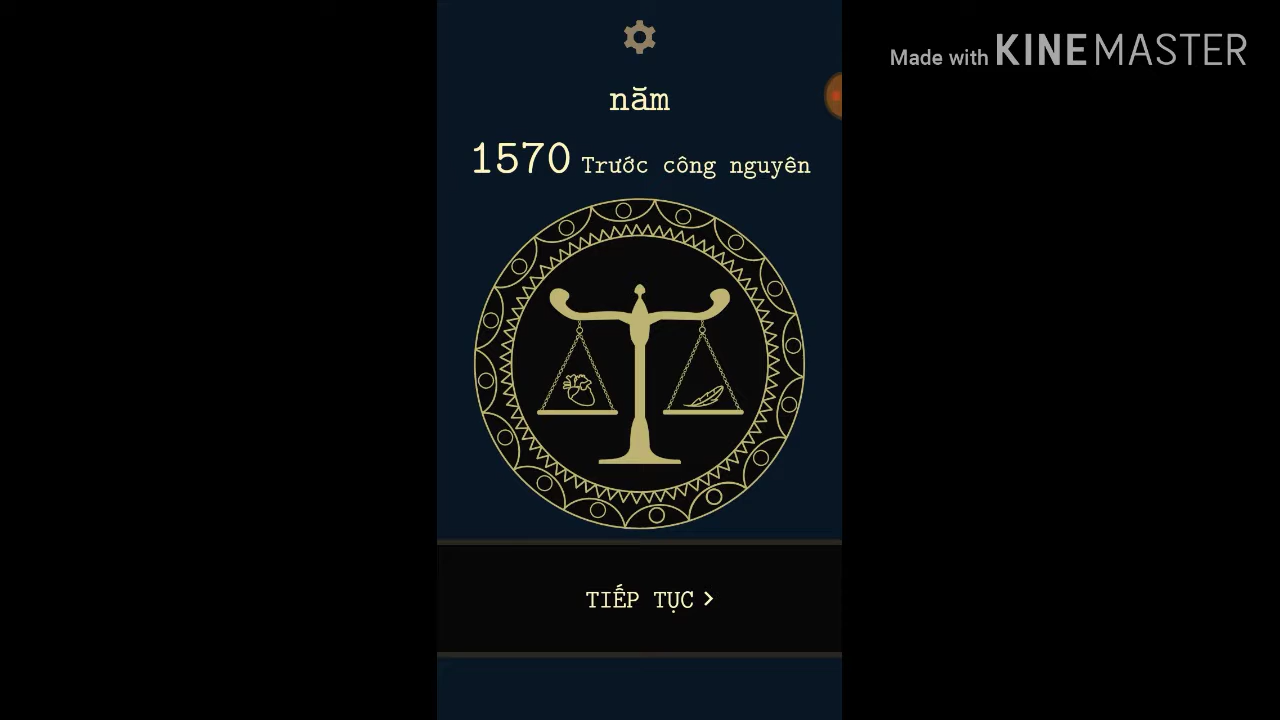 Made with KINEMASTER
năm
1570 Trước công nguyên
TIẾP TỤC >